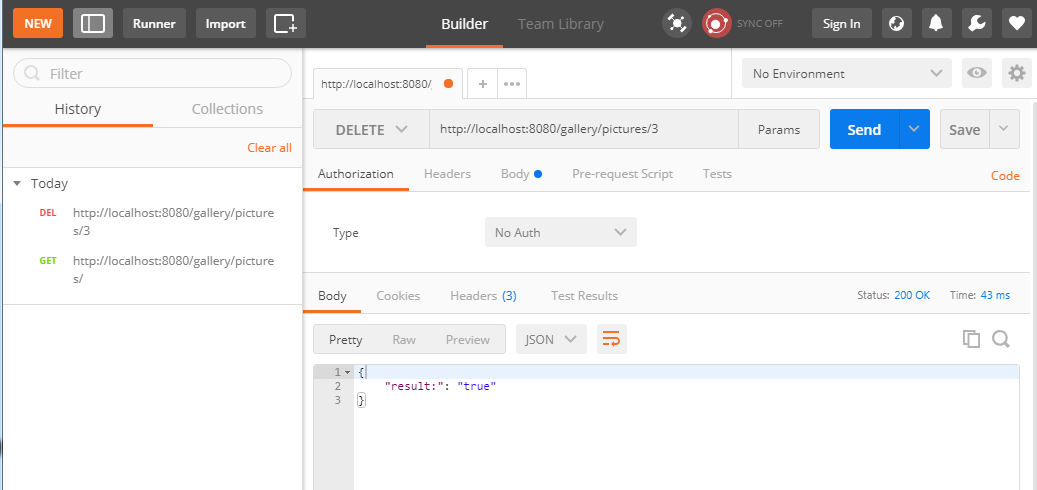 NEW Runner Import Builder Team Library SYNC OFF Sign In
Filter
History Collections
Clear all
Today
DEL http://localhost:8080/gallery/picture
s/3
GET http://localhost:8080/gallery/picture
s/
http://localhost:8080/ + ••• No Environment
DELETE http://localhost:8080/gallery/pictures/3 Params Send Save
Authorization Headers Body Pre-request Script Tests Code
Type No Auth
Body Cookies Headers (3) Test Results Status: 200 OK Time: 43 ms
Pretty Raw Preview JSON
1 {
2 "result:": "true"
3 }